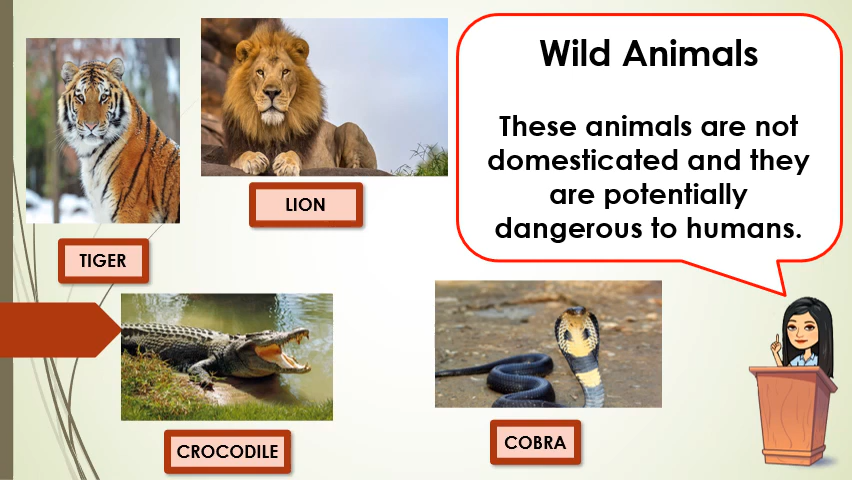 Wild Animals
These animals are not
domesticated and they
are potentially
dangerous to humans.
LION
TIGER
CROCODILE
COBRA